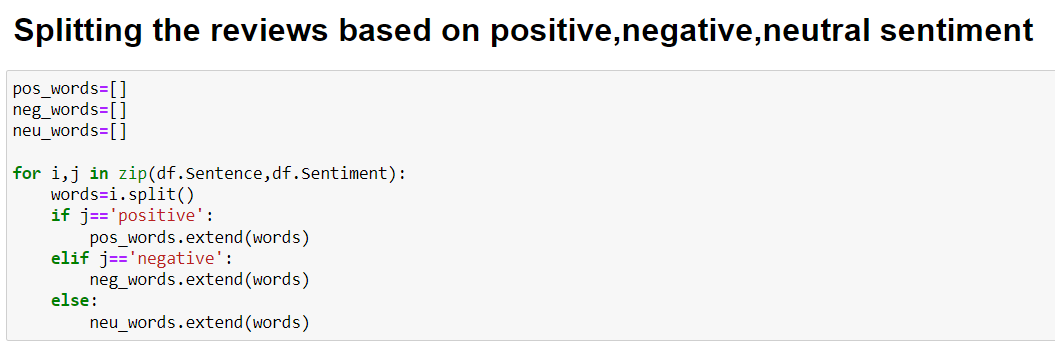 Splitting the reviews based on positive,negative,neutral sentiment
pos_words=[]
neg_words=[]
neu_words=[]

for i,j in zip(df.Sentence,df.Sentiment):
    words=i.split()
    if j=='positive':
        pos_words.extend(words)
    elif j=='negative':
        neg_words.extend(words)
    else:
        neu_words.extend(words)